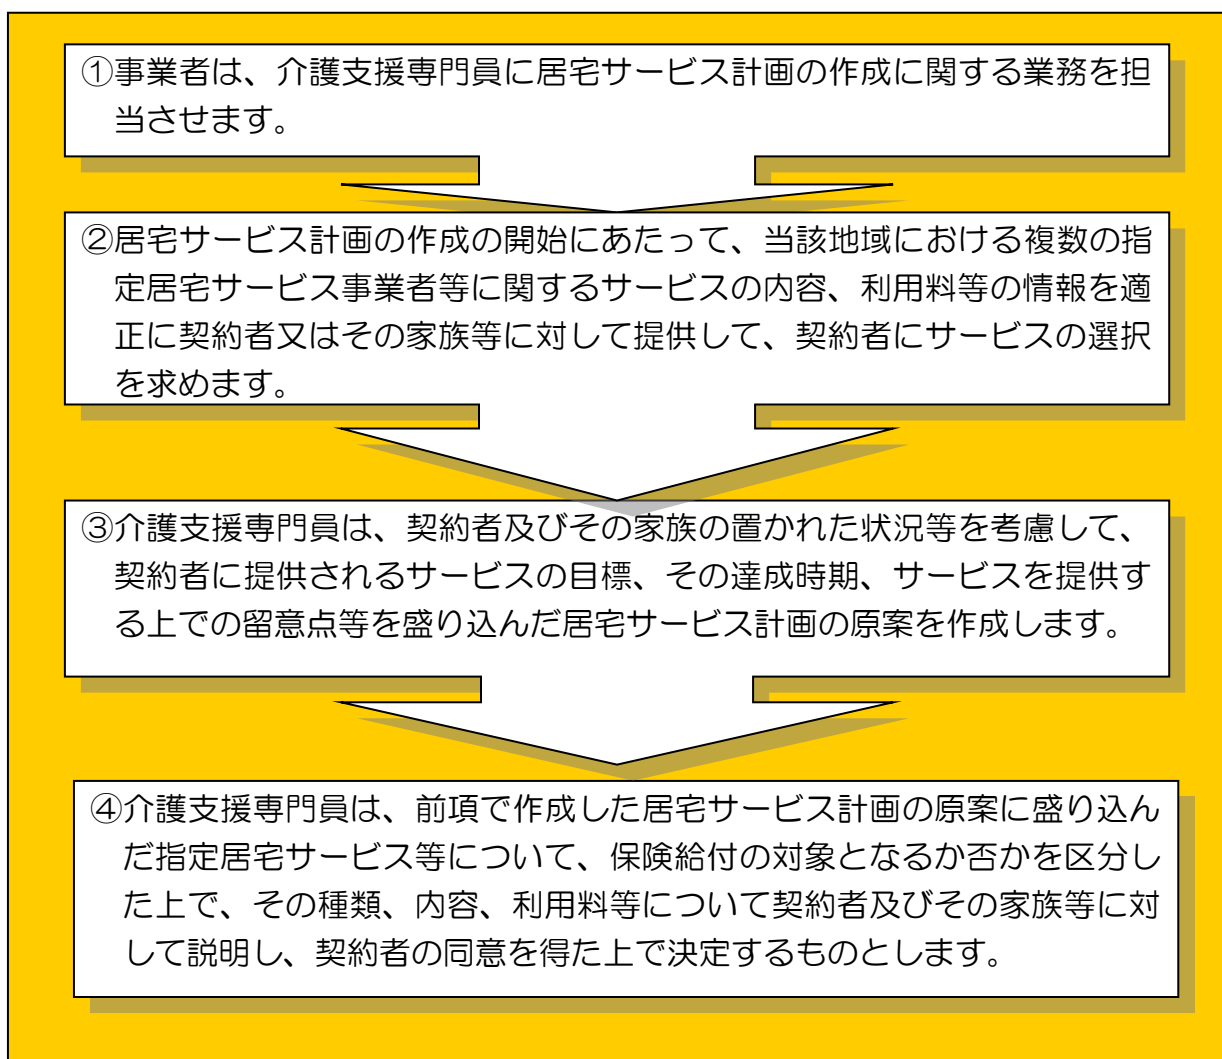 ①事業者は、介護支援専門員に居宅サービス計画の作成に関する業務を担
当させます。
②居宅サービス計画の作成の開始にあたって、当該地域における複数の指
定居宅サービス事業者等に関するサービスの内容、利用料等の情報を適
正に契約者又はその家族等に対して提供して、契約者にサービスの選択
を求めます。
③介護支援専門員は、契約者及びその家族の置かれた状況等を考慮して、
契約者に提供されるサービスの目標、その達成時期、サービスを提供す
る上での留意点等を盛り込んだ居宅サービス計画の原案を作成します。
④介護支援専門員は、前項で作成した居宅サービス計画の原案に盛り込ん
だ指定居宅サービス等について、保険給付の対象となるか否かを区分し
た上で、その種類、内容、利用料等について契約者及びその家族等に対
して説明し、契約者の同意を得た上で決定するものとします。